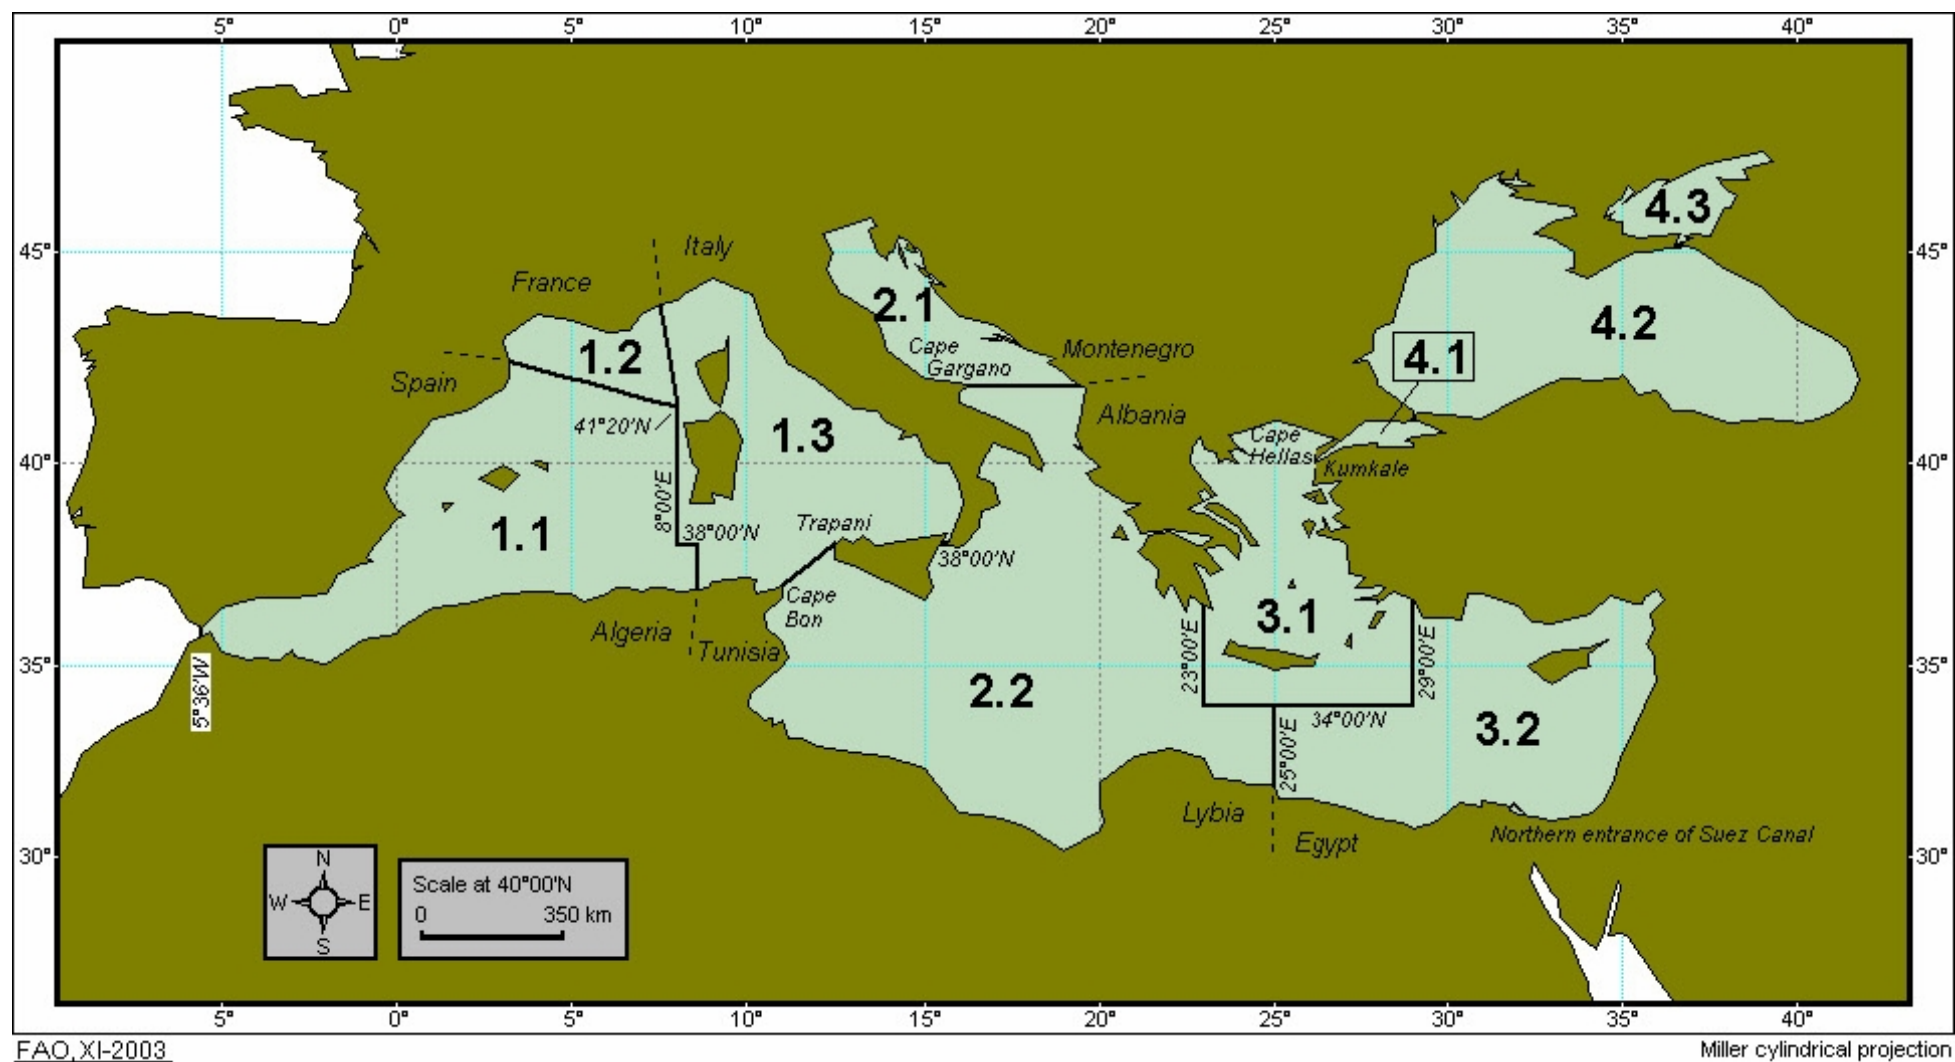 5° 0° 5° 10° 15° 20° 25° 30° 35° 40°
45° 45°
40° 40°
35° 35°
30° 30°
Italy
France
Spain
1.2
41°20'N
1.3
8°00'E
38°00'N
1.1
Trapani
Cape
Bon
Algeria
Tunisia
5°36'W
2.1
Cape
Gargano
Montenegro
Albania
38°00'N
2.2
4.3
4.2
4.1
Cape
Hellas
Kumkale
3.1
23°00'E
29°00'E
34°00'N
25°00'E
3.2
Lybia
Egypt
Northern entrance of Suez Canal
N
W E
S
Scale at 40°00'N
0 350 km
5° 0° 5° 10° 15° 20° 25° 30° 35° 40°
FAO, XI-2003
Miller cylindrical projection